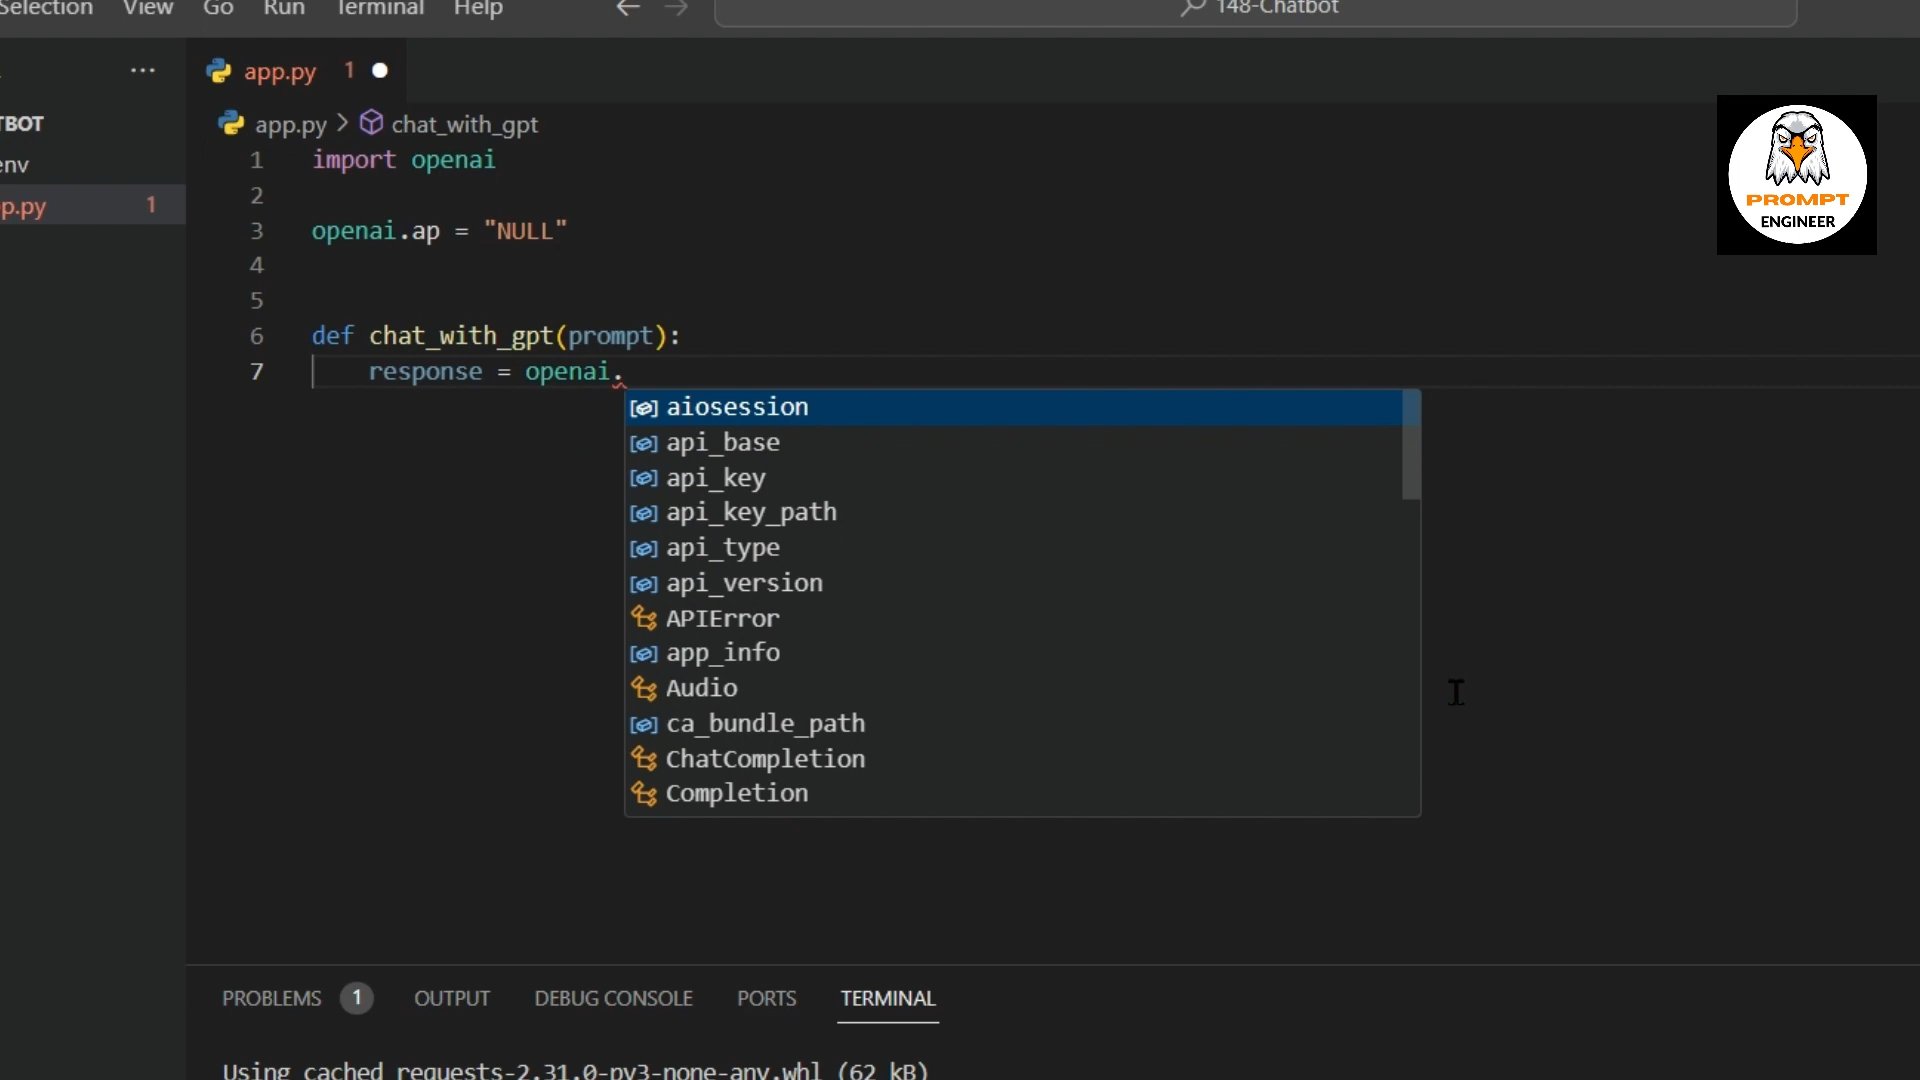 Selection View Go Run Terminal Help 148-Chatbot
app.py 1
TBOT
app.py > chat_with_gpt
PROMPT
ENGINEER
env
p.py 1
1 import openai
2
3 openai.ap = "NULL"
4
5
6 def chat_with_gpt(prompt):
7 response = openai.
aiosession
api_base
api_key
api_key_path
api_type
api_version
APIError
app_info
Audio
ca_bundle_path
ChatCompletion
Completion
PROBLEMS 1 OUTPUT DEBUG CONSOLE PORTS TERMINAL
Using cached requests-2.31.0-py3-none-any.whl (62 kB)